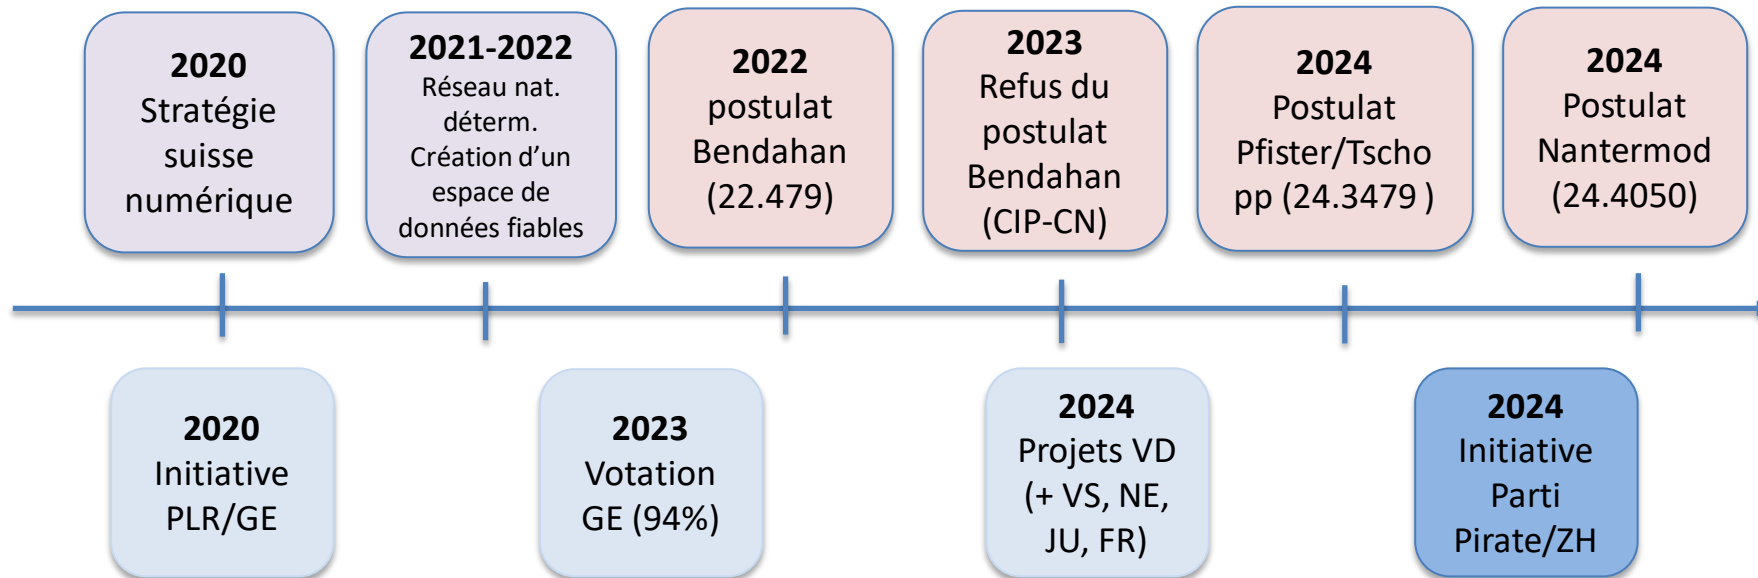 2020
Stratégie
suisse
numérique
2021-2022
Réseau nat.
déterm.
Création d’un
espace de
données fiables
2022
postulat
Bendahan
(22.479)
2023
Refus du
postulat
Bendahan
(CIP-CN)
2024
Postulat
Pfister/Tscho
pp (24.3479 )
2024
Postulat
Nantermod
(24.4050)
2020
Initiative
PLR/GE
2023
Votation
GE (94%)
2024
Projets VD
(+ VS, NE,
JU, FR)
2024
Initiative
Parti
Pirate/ZH